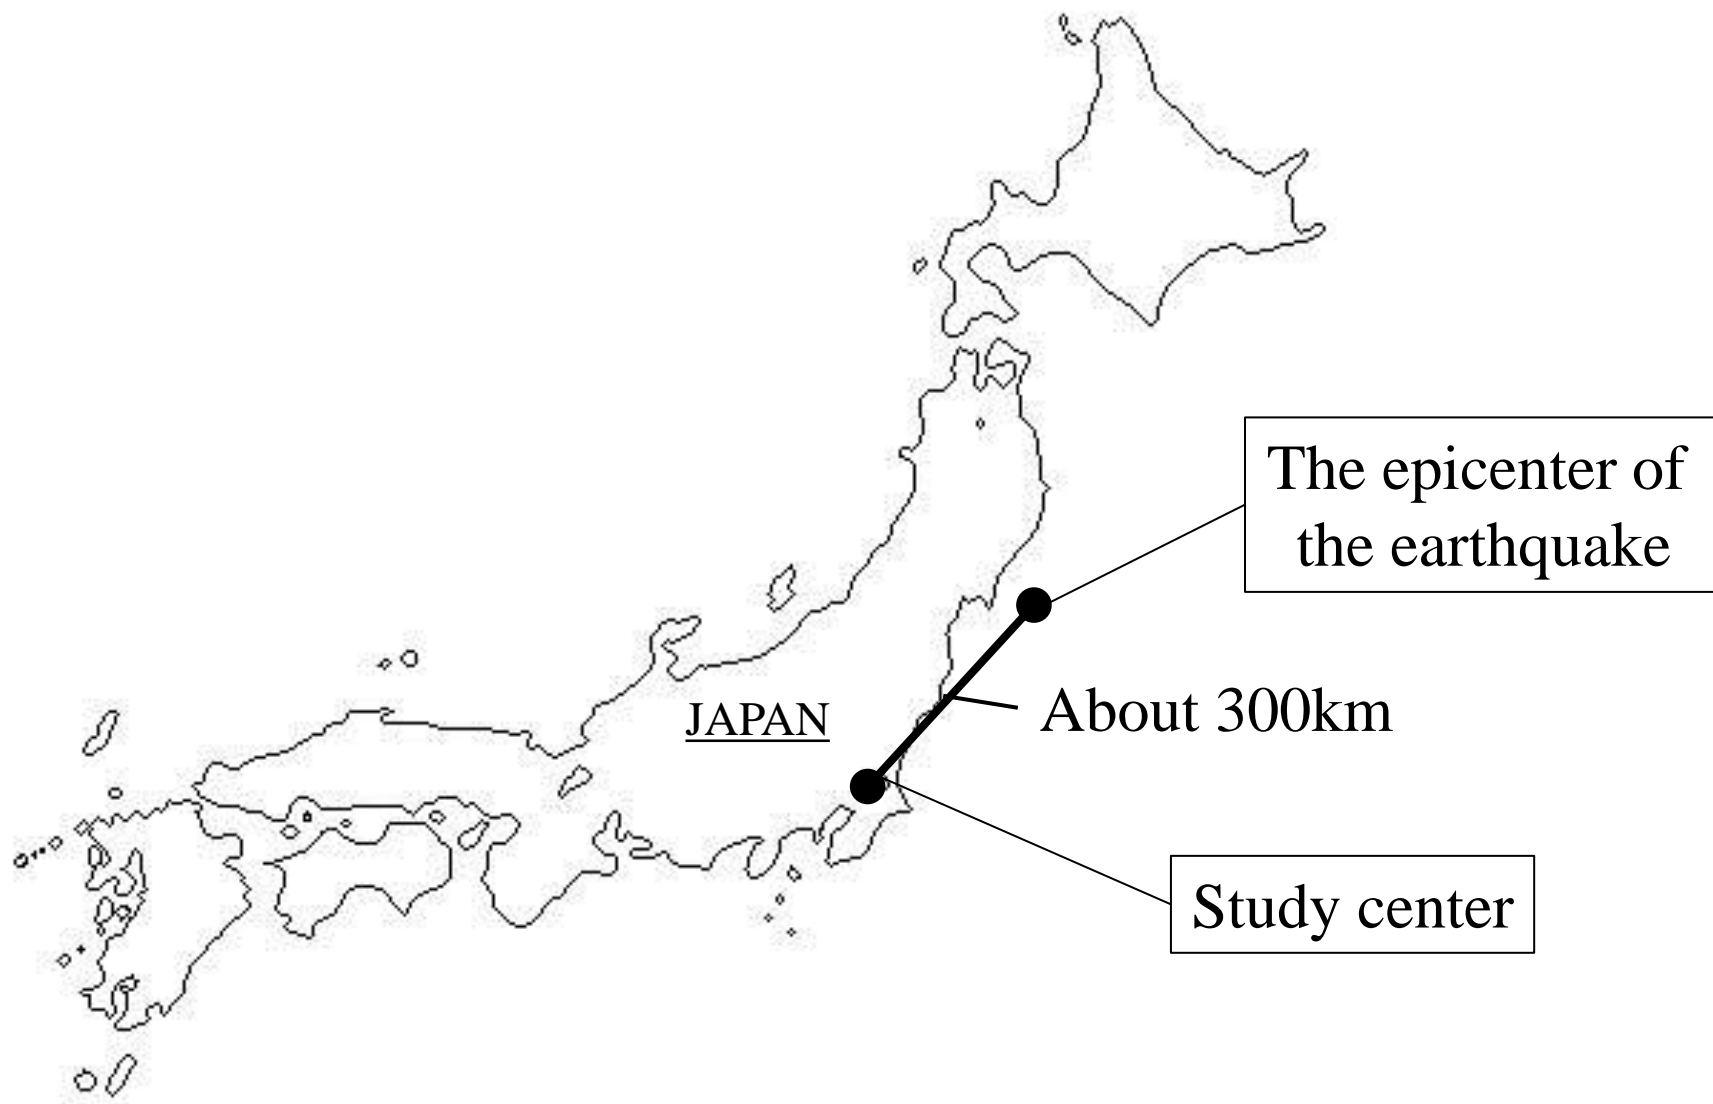 The epicenter of
the earthquake
JAPAN
About 300km
Study center